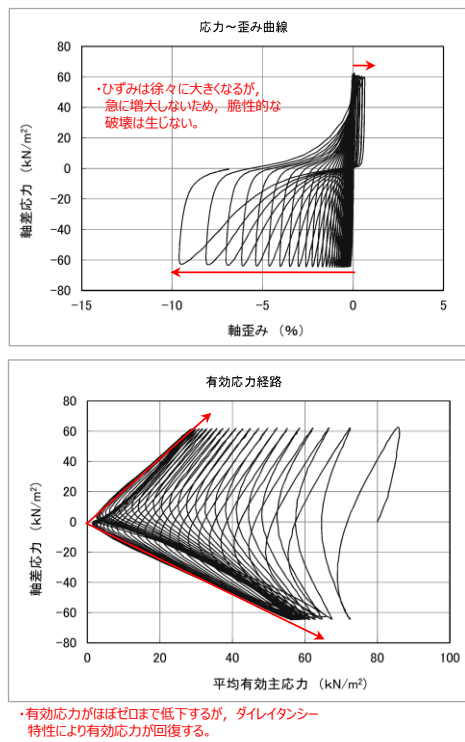 応力～歪み曲線
80
60
40
20
0
-20
-40
-60
-80
軸差応力 (kN/m²)
・ひずみは徐々に大きくなるが,
急に増大しないため, 脆性的な
破壊は生じない。
-15
-10
-5
0
5
軸歪み (%)
有効応力経路
80
60
40
20
0
-20
-40
-60
-80
軸差応力 (kN/m²)
0
20
40
60
80
100
平均有効主応力 (kN/m²)
・有効応力がほぼゼロまで低下するが, ダイレイタンシー
特性により有効応力が回復する。